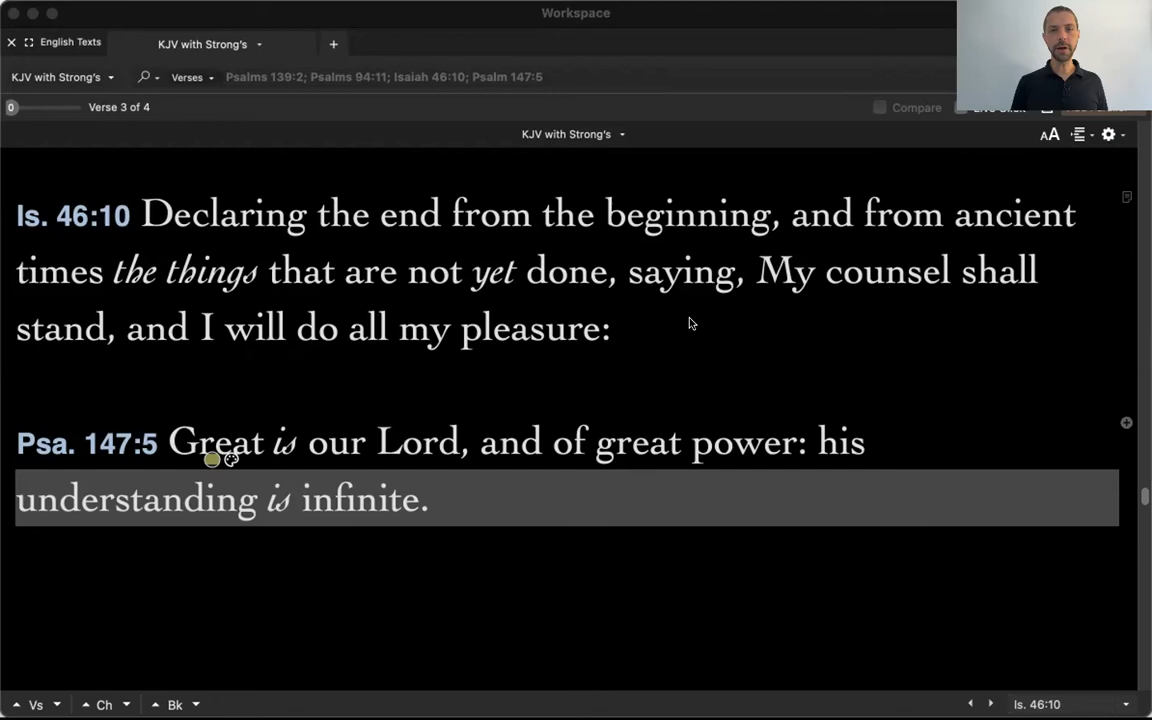 Workspace
English Texts
KJV with Strong's
+
KJV with Strong's
Verses
Psalms 139:2; Psalms 94:11; Isaiah 46:10; Psalm 147:5
0
Verse 3 of 4
Compare
KJV with Strong's
AA
Is. 46:10 Declaring the end from the beginning, and from ancient
times the things that are not yet done, saying, My counsel shall
stand, and I will do all my pleasure:
Psa. 147:5 Great is our Lord, and of great power: his
understanding is infinite.
Vs
Ch
Bk
Is. 46:10